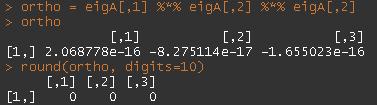 > ortho = eigA[,1] %*% eigA[,2] %*% eigA[,2]
> ortho
[,1] [,2] [,3]
[1,] 2.068778e-16 -8.275114e-17 -1.655023e-16
> round(ortho, digits=10)
[,1] [,2] [,3]
[1,] 0 0 0